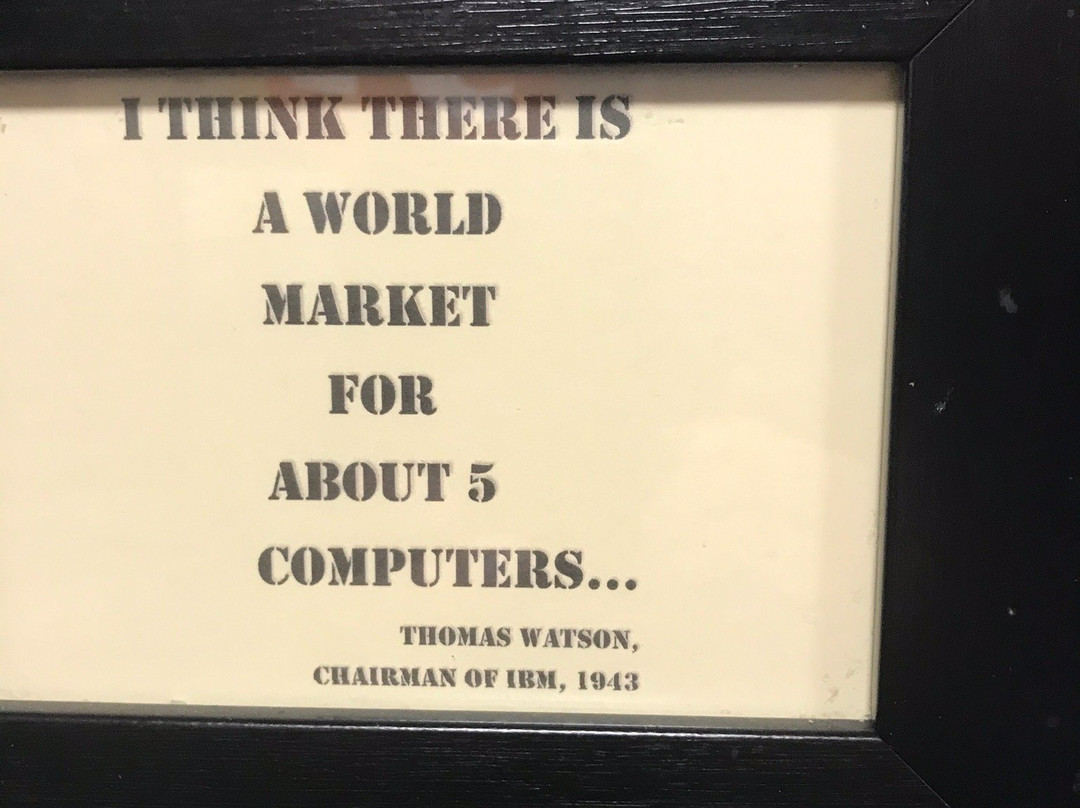 I THINK THERE IS
A WORLD
MARKET
FOR
ABOUT 5
COMPUTERS...
THOMAS WATSON,
CHAIRMAN OF IBM, 1943